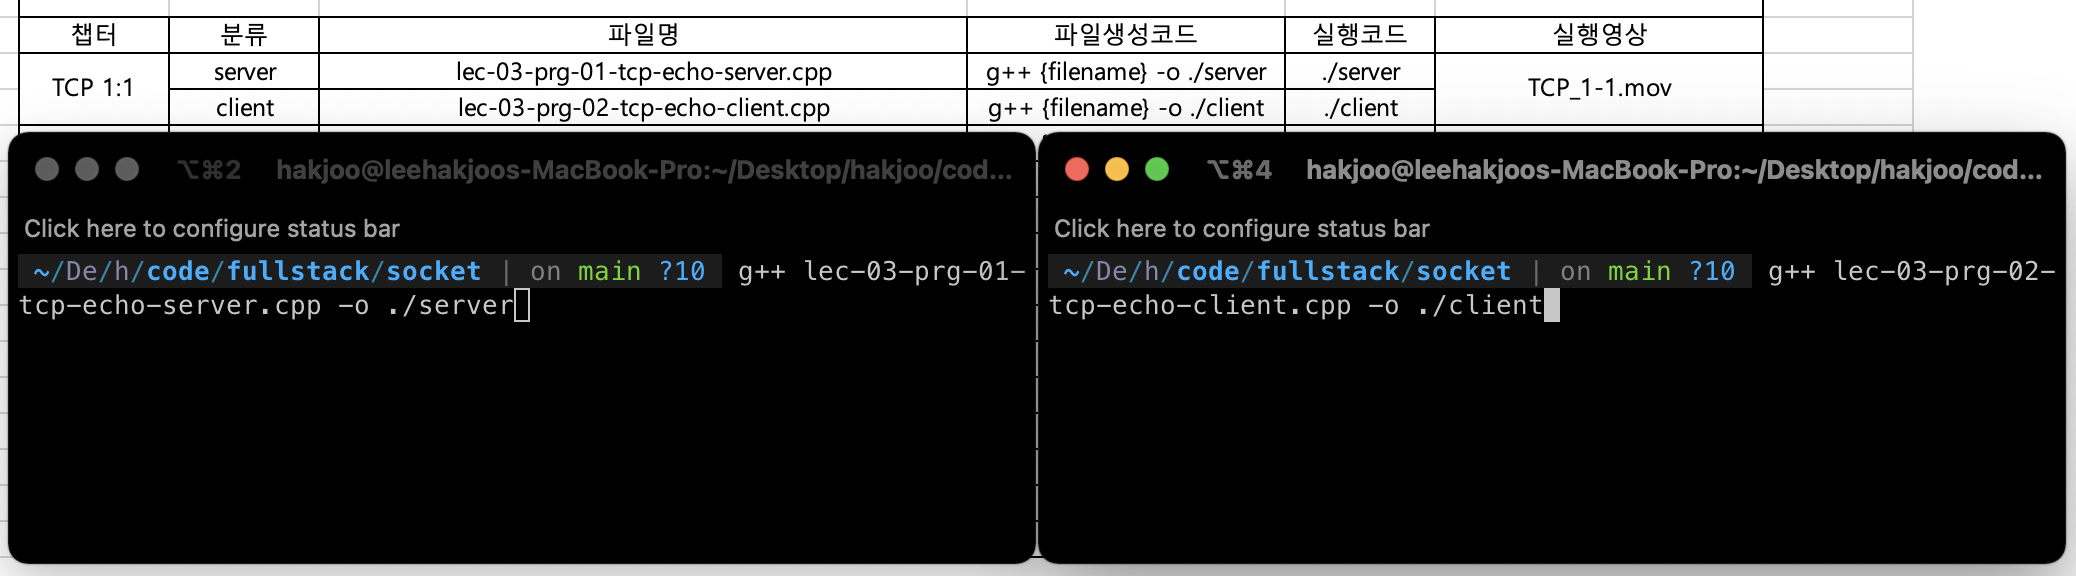 챕터 분류 파일명 파일생성코드 실행코드 실행영상
TCP 1:1 server lec-03-prg-01-tcp-echo-server.cpp g++ {filename} -o ./server ./server TCP_1-1.mov
client lec-03-prg-02-tcp-echo-client.cpp g++ {filename} -o ./client ./client
⌥⌘2 hakjoo@leehakjoos-MacBook-Pro:~/Desktop/hakjoo/cod...
Click here to configure status bar
~/De/h/code/fullstack/socket | on main ?10 g++ lec-03-prg-01-
tcp-echo-server.cpp -o ./server
⌥⌘4 hakjoo@leehakjoos-MacBook-Pro:~/Desktop/hakjoo/cod...
Click here to configure status bar
~/De/h/code/fullstack/socket | on main ?10 g++ lec-03-prg-02-
tcp-echo-client.cpp -o ./client